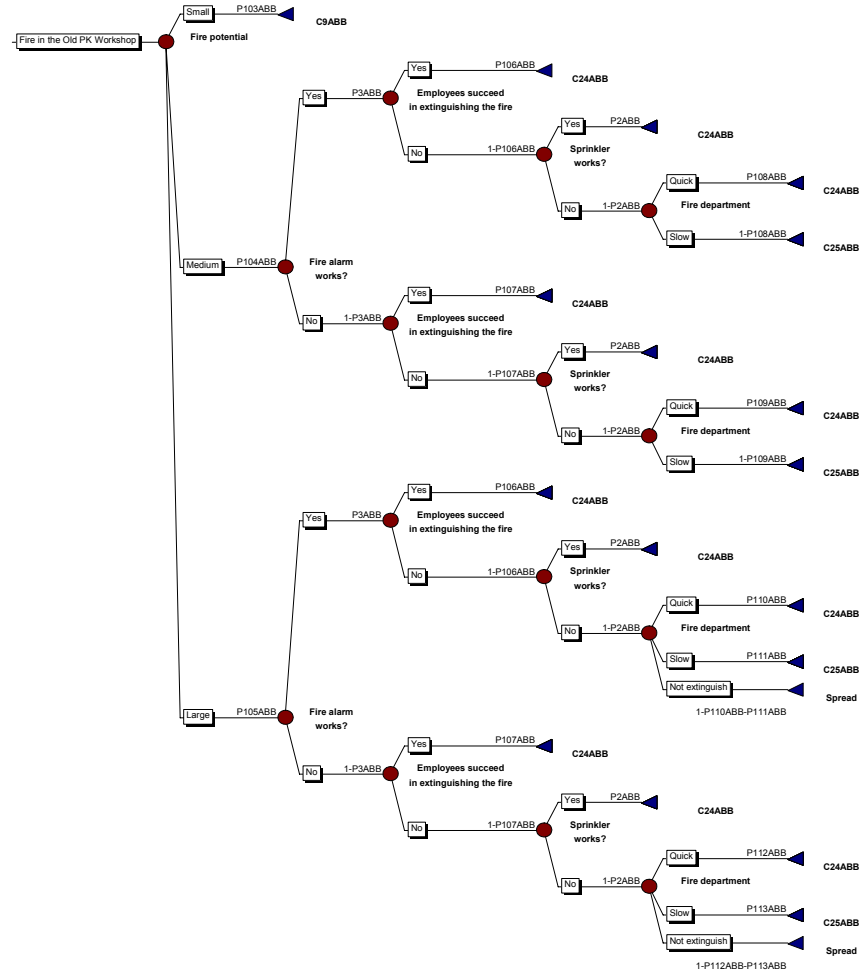 Small
P103ABB
C9ABB
Fire in the Old PK Workshop
Fire potential
Yes
P106ABB
C24ABB
Yes
P3ABB
Employees succeed
in extinguishing the fire
Yes
P2ABB
C24ABB
No
1-P106ABB
Sprinkler
works?
Quick
P108ABB
C24ABB
No
1-P2ABB
Fire department
Slow
1-P108ABB
C25ABB
Medium
P104ABB
Fire alarm
works?
Yes
P107ABB
C24ABB
No
1-P3ABB
Employees succeed
in extinguishing the fire
Yes
P2ABB
C24ABB
No
1-P107ABB
Sprinkler
works?
Quick
P109ABB
C24ABB
No
1-P2ABB
Fire department
Slow
1-P109ABB
C25ABB
Yes
P106ABB
C24ABB
Yes
P3ABB
Employees succeed
in extinguishing the fire
Yes
P2ABB
C24ABB
No
1-P106ABB
Sprinkler
works?
Quick
P110ABB
C24ABB
No
1-P2ABB
Fire department
Slow
P111ABB
C25ABB
Not extinguish
Spread
1-P110ABB-P111ABB
Large
P105ABB
Fire alarm
works?
Yes
P107ABB
C24ABB
No
1-P3ABB
Employees succeed
in extinguishing the fire
Yes
P2ABB
C24ABB
No
1-P107ABB
Sprinkler
works?
Quick
P112ABB
C24ABB
No
1-P2ABB
Fire department
Slow
P113ABB
C25ABB
Not extinguish
Spread
1-P112ABB-P113ABB